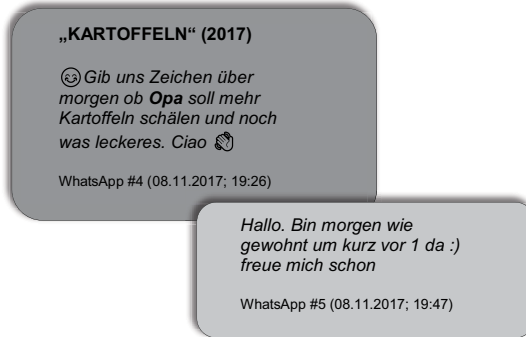 „KARTOFFELN“ (2017)
😊Gib uns Zeichen über
morgen ob Opa soll mehr
Kartoffeln schälen und noch
was leckeres. Ciao 👏
WhatsApp #4 (08.11.2017; 19:26)
Hallo. Bin morgen wie
gewohnt um kurz vor 1 da :)
freue mich schon
WhatsApp #5 (08.11.2017; 19:47)